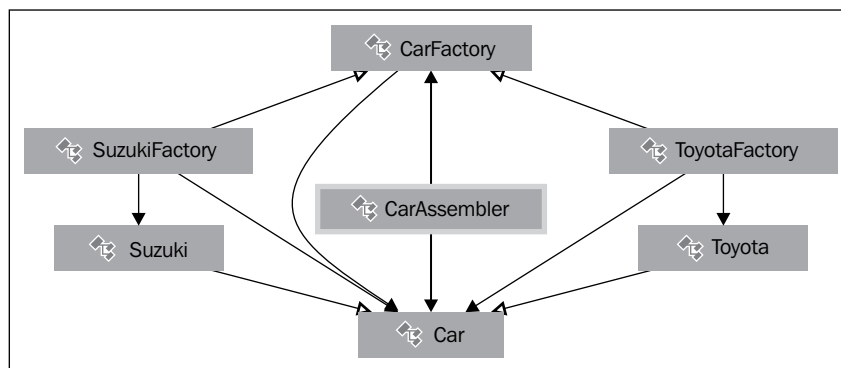 CarFactory
SuzukiFactory
ToyotaFactory
CarAssembler
Suzuki
Toyota
Car